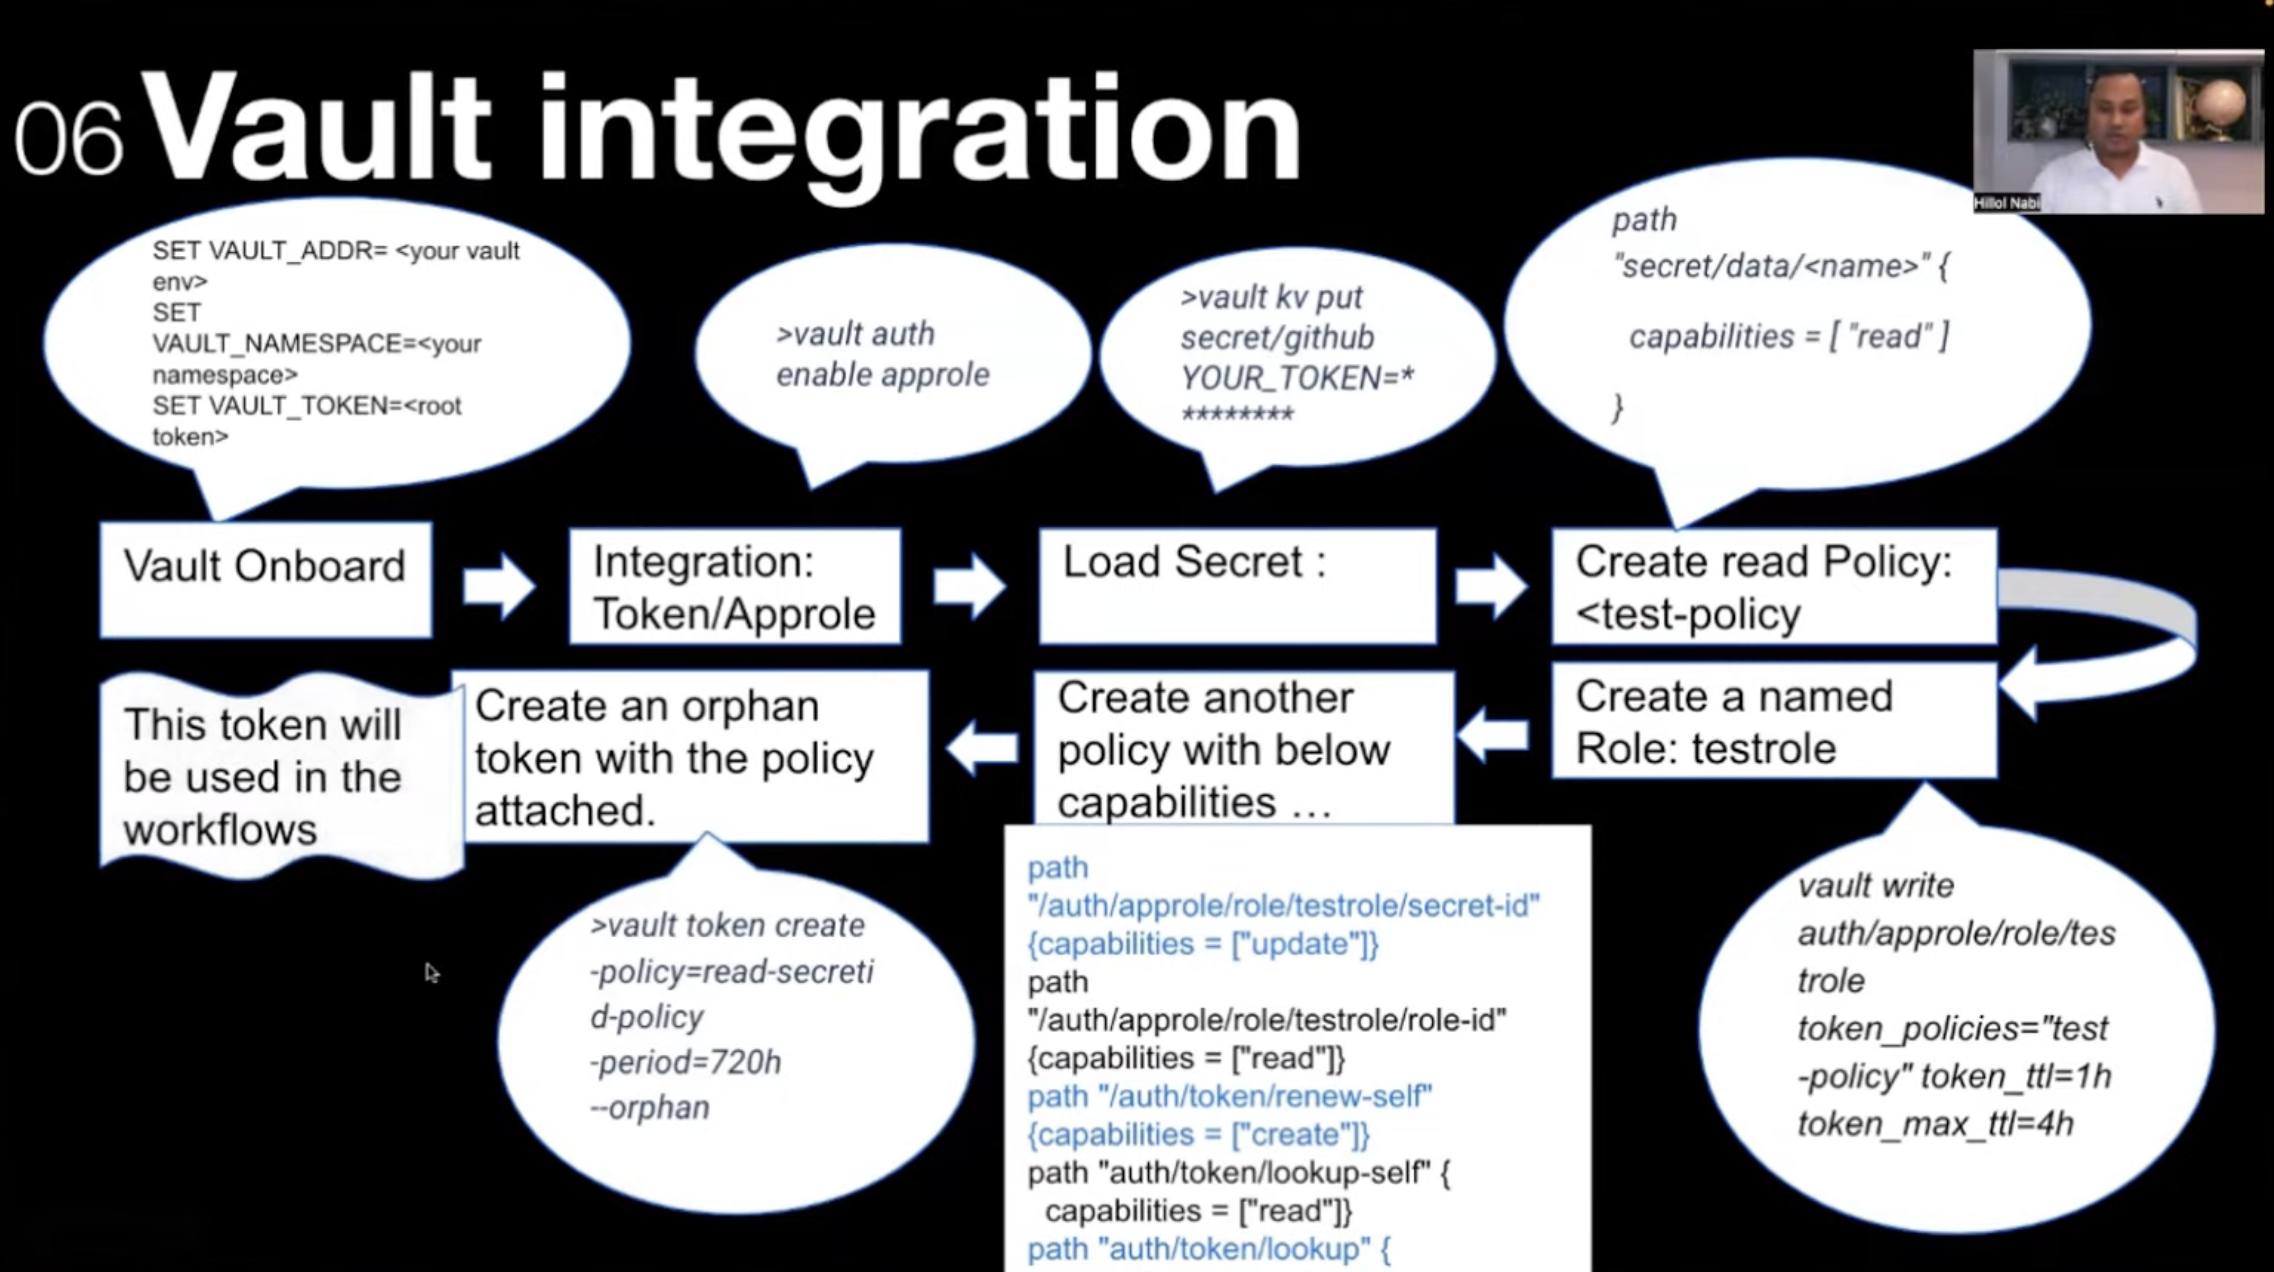 06 Vault integration
Hillol Nabi
SET VAULT_ADDR= <your vault
env>
SET
VAULT_NAMESPACE=<your
namespace>
SET VAULT_TOKEN=<root
token>
>vault auth
enable approle
>vault kv put
secret/github
YOUR_TOKEN=*
********
path
"secret/data/<name>" {
capabilities = [ "read" ]
}
Vault Onboard
Integration:
Token/Approle
Load Secret :
Create read Policy:
<test-policy
This token will
be used in the
workflows
Create an orphan
token with the policy
attached.
Create another
policy with below
capabilities …
Create a named
Role: testrole
>vault token create
-policy=read-secreti
d-policy
-period=720h
--orphan
path
"/auth/approle/role/testrole/secret-id"
{capabilities = ["update"]}
path
"/auth/approle/role/testrole/role-id"
{capabilities = ["read"]}
path "/auth/token/renew-self"
{capabilities = ["create"]}
path "auth/token/lookup-self" {
capabilities = ["read"]}
path "auth/token/lookup" {
vault write
auth/approle/role/tes
trole
token_policies="test
-policy" token_ttl=1h
token_max_ttl=4h